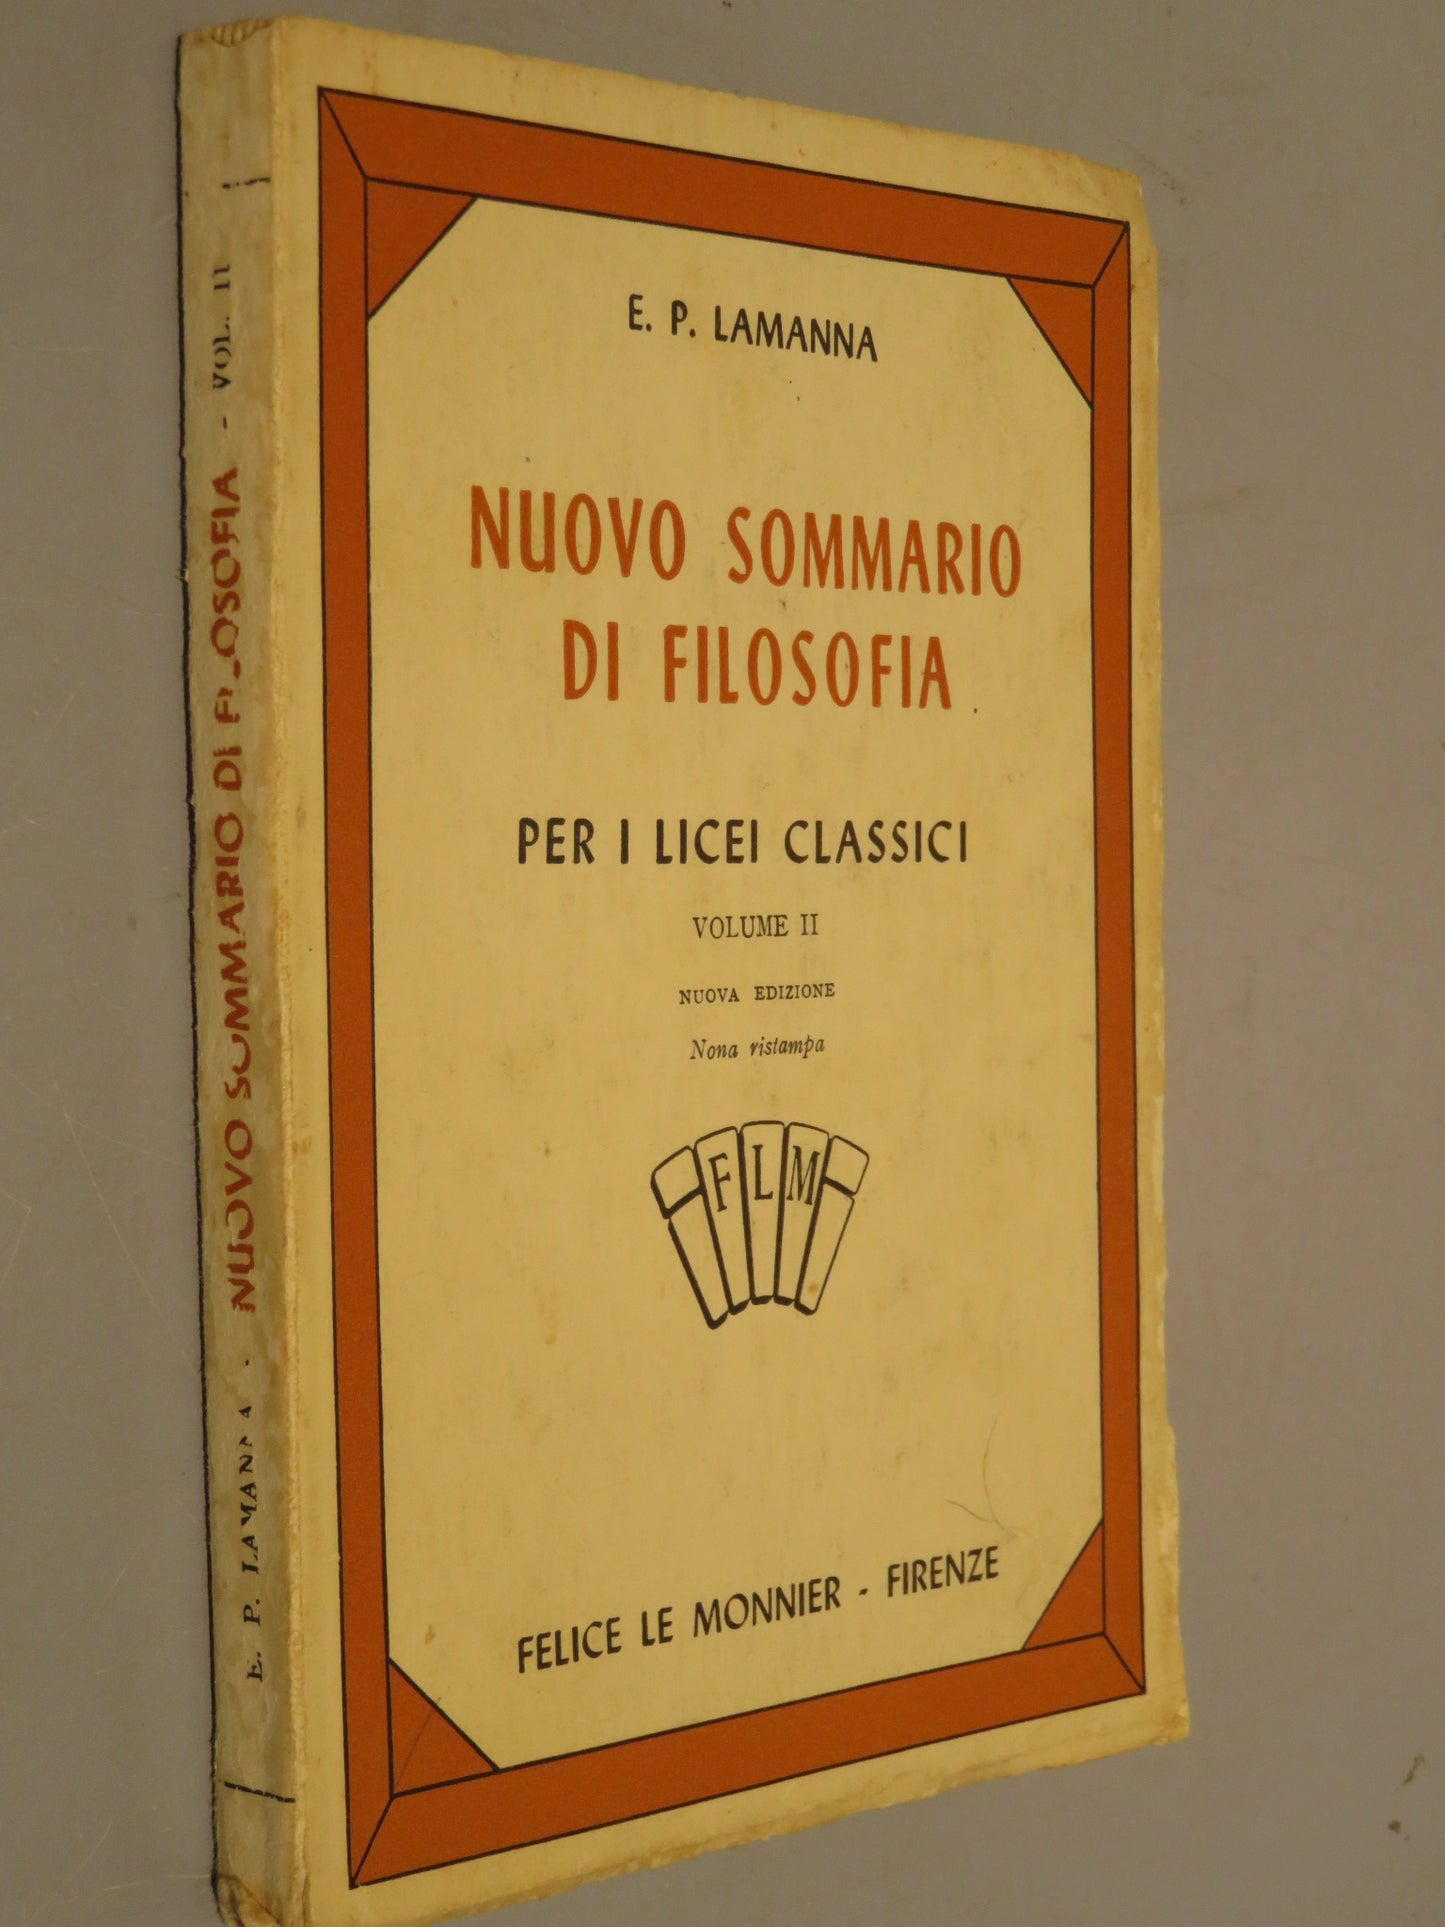 E. P. LAMANNA - NUOVO SOMMARIO DI FILOSOFIA - VOL. II
E. P. LAMANNA
NUOVO SOMMARIO
DI FILOSOFIA
PER I LICEI CLASSICI
VOLUME II
NUOVA EDIZIONE
Nona ristampa
F L M
FELICE LE MONNIER - FIRENZE